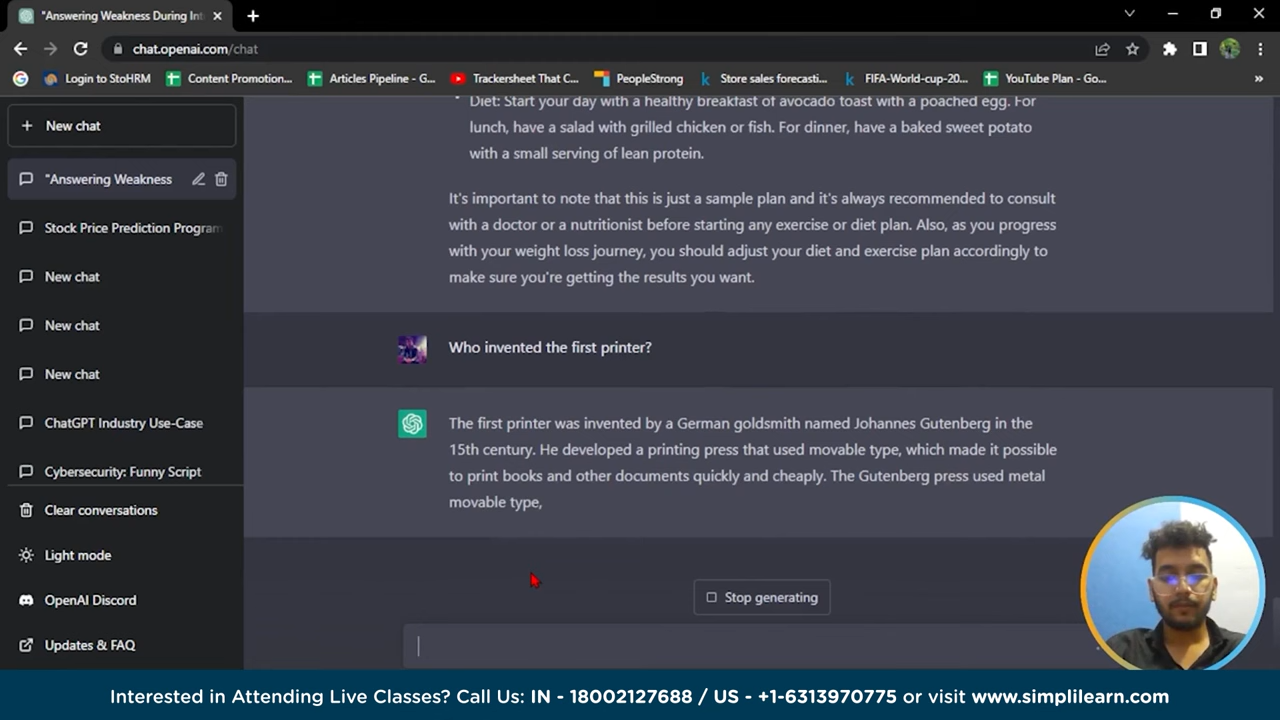 "Answering Weakness During Int
chat.openai.com/chat
Login to StoHRM
Content Promotion...
Articles Pipeline - G...
Trackersheet That C...
PeopleStrong
Store sales forecasti...
FIFA-World-cup-20...
YouTube Plan - Go...
»
+ New chat
"Answering Weakness
Stock Price Prediction Program
New chat
New chat
New chat
ChatGPT Industry Use-Case
Cybersecurity: Funny Script
Clear conversations
Light mode
OpenAI Discord
Updates & FAQ
• Diet: Start your day with a healthy breakfast of avocado toast with a poached egg. For
lunch, have a salad with grilled chicken or fish. For dinner, have a baked sweet potato
with a small serving of lean protein.
It's important to note that this is just a sample plan and it's always recommended to consult
with a doctor or a nutritionist before starting any exercise or diet plan. Also, as you progress
with your weight loss journey, you should adjust your diet and exercise plan accordingly to
make sure you're getting the results you want.
Who invented the first printer?
The first printer was invented by a German goldsmith named Johannes Gutenberg in the
15th century. He developed a printing press that used movable type, which made it possible
to print books and other documents quickly and cheaply. The Gutenberg press used metal
movable type,
Stop generating
Interested in Attending Live Classes? Call Us: IN - 18002127688 / US - +1-6313970775 or visit www.simplilearn.com